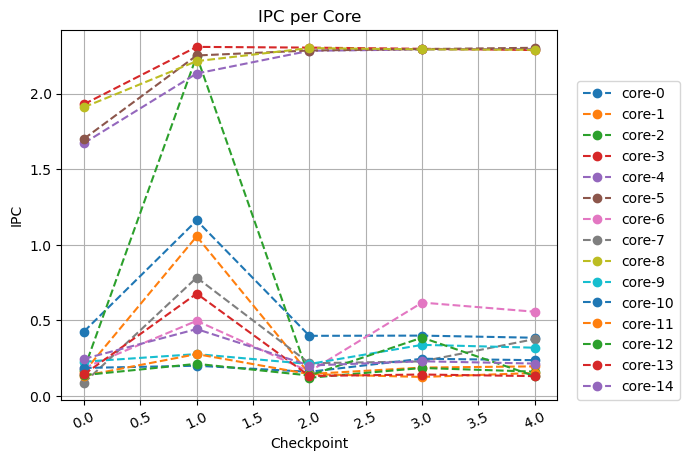 IPC per Core
IPC
2.0
1.5
1.0
0.5
0.0
0.0
0.5
1.0
1.5
2.0
2.5
3.0
3.5
4.0
Checkpoint
core-0
core-1
core-2
core-3
core-4
core-5
core-6
core-7
core-8
core-9
core-10
core-11
core-12
core-13
core-14